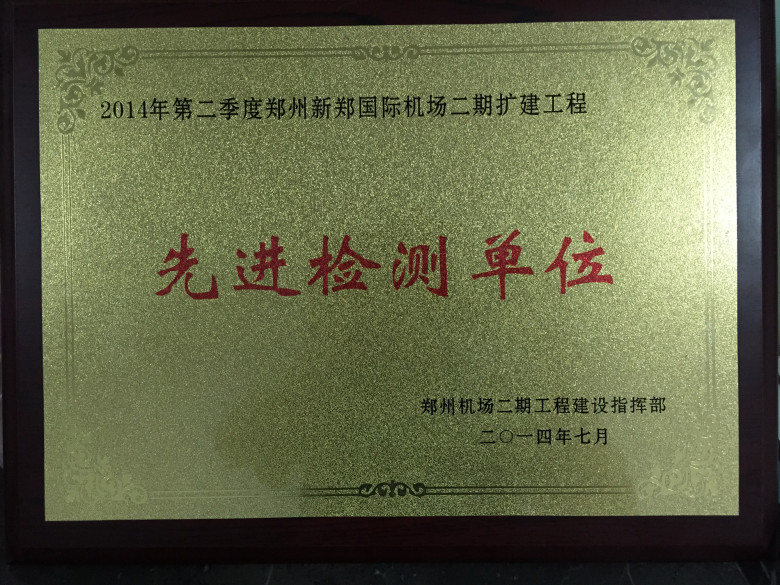 2014年第二季度郑州新郑国际机场二期扩建工程
先进检测单位
郑州机场二期工程建设指挥部
二〇一四年七月